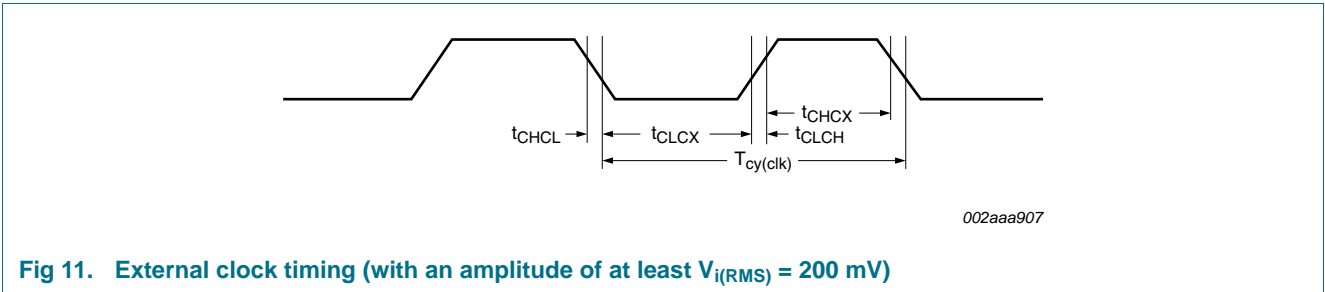 tCHCX
tCHCL
tCLCX
tCLCH
Tcy(clk)
002aaa907
Fig 11. External clock timing (with an amplitude of at least Vi(RMS) = 200 mV)